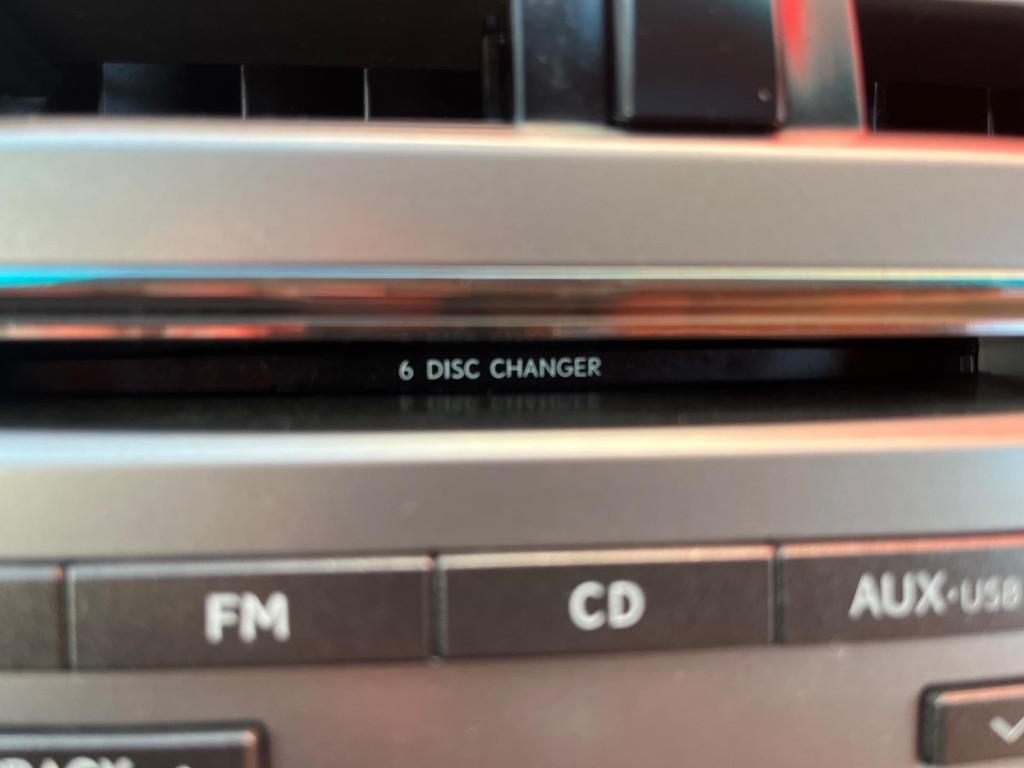 6 DISC CHANGER
FM
CD
AUX·USB